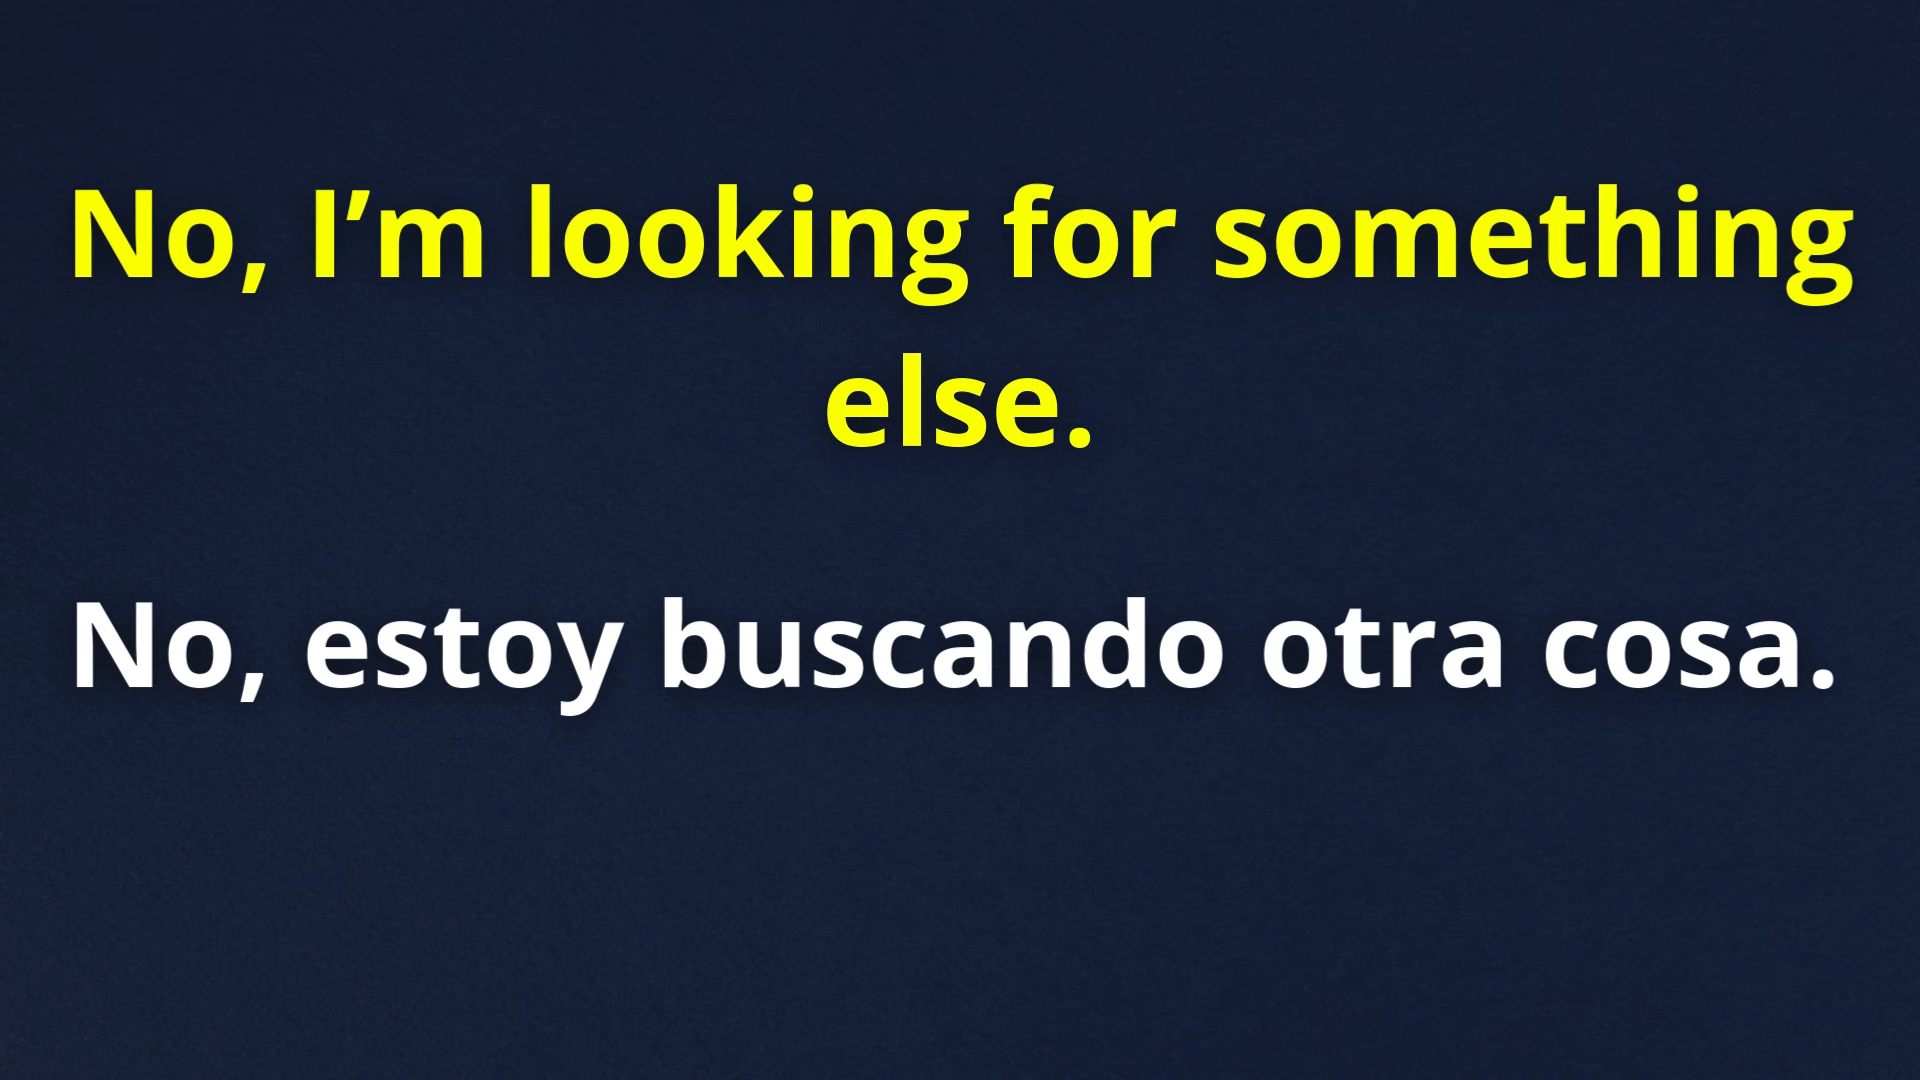 No, I’m looking for something
else.
No, estoy buscando otra cosa.